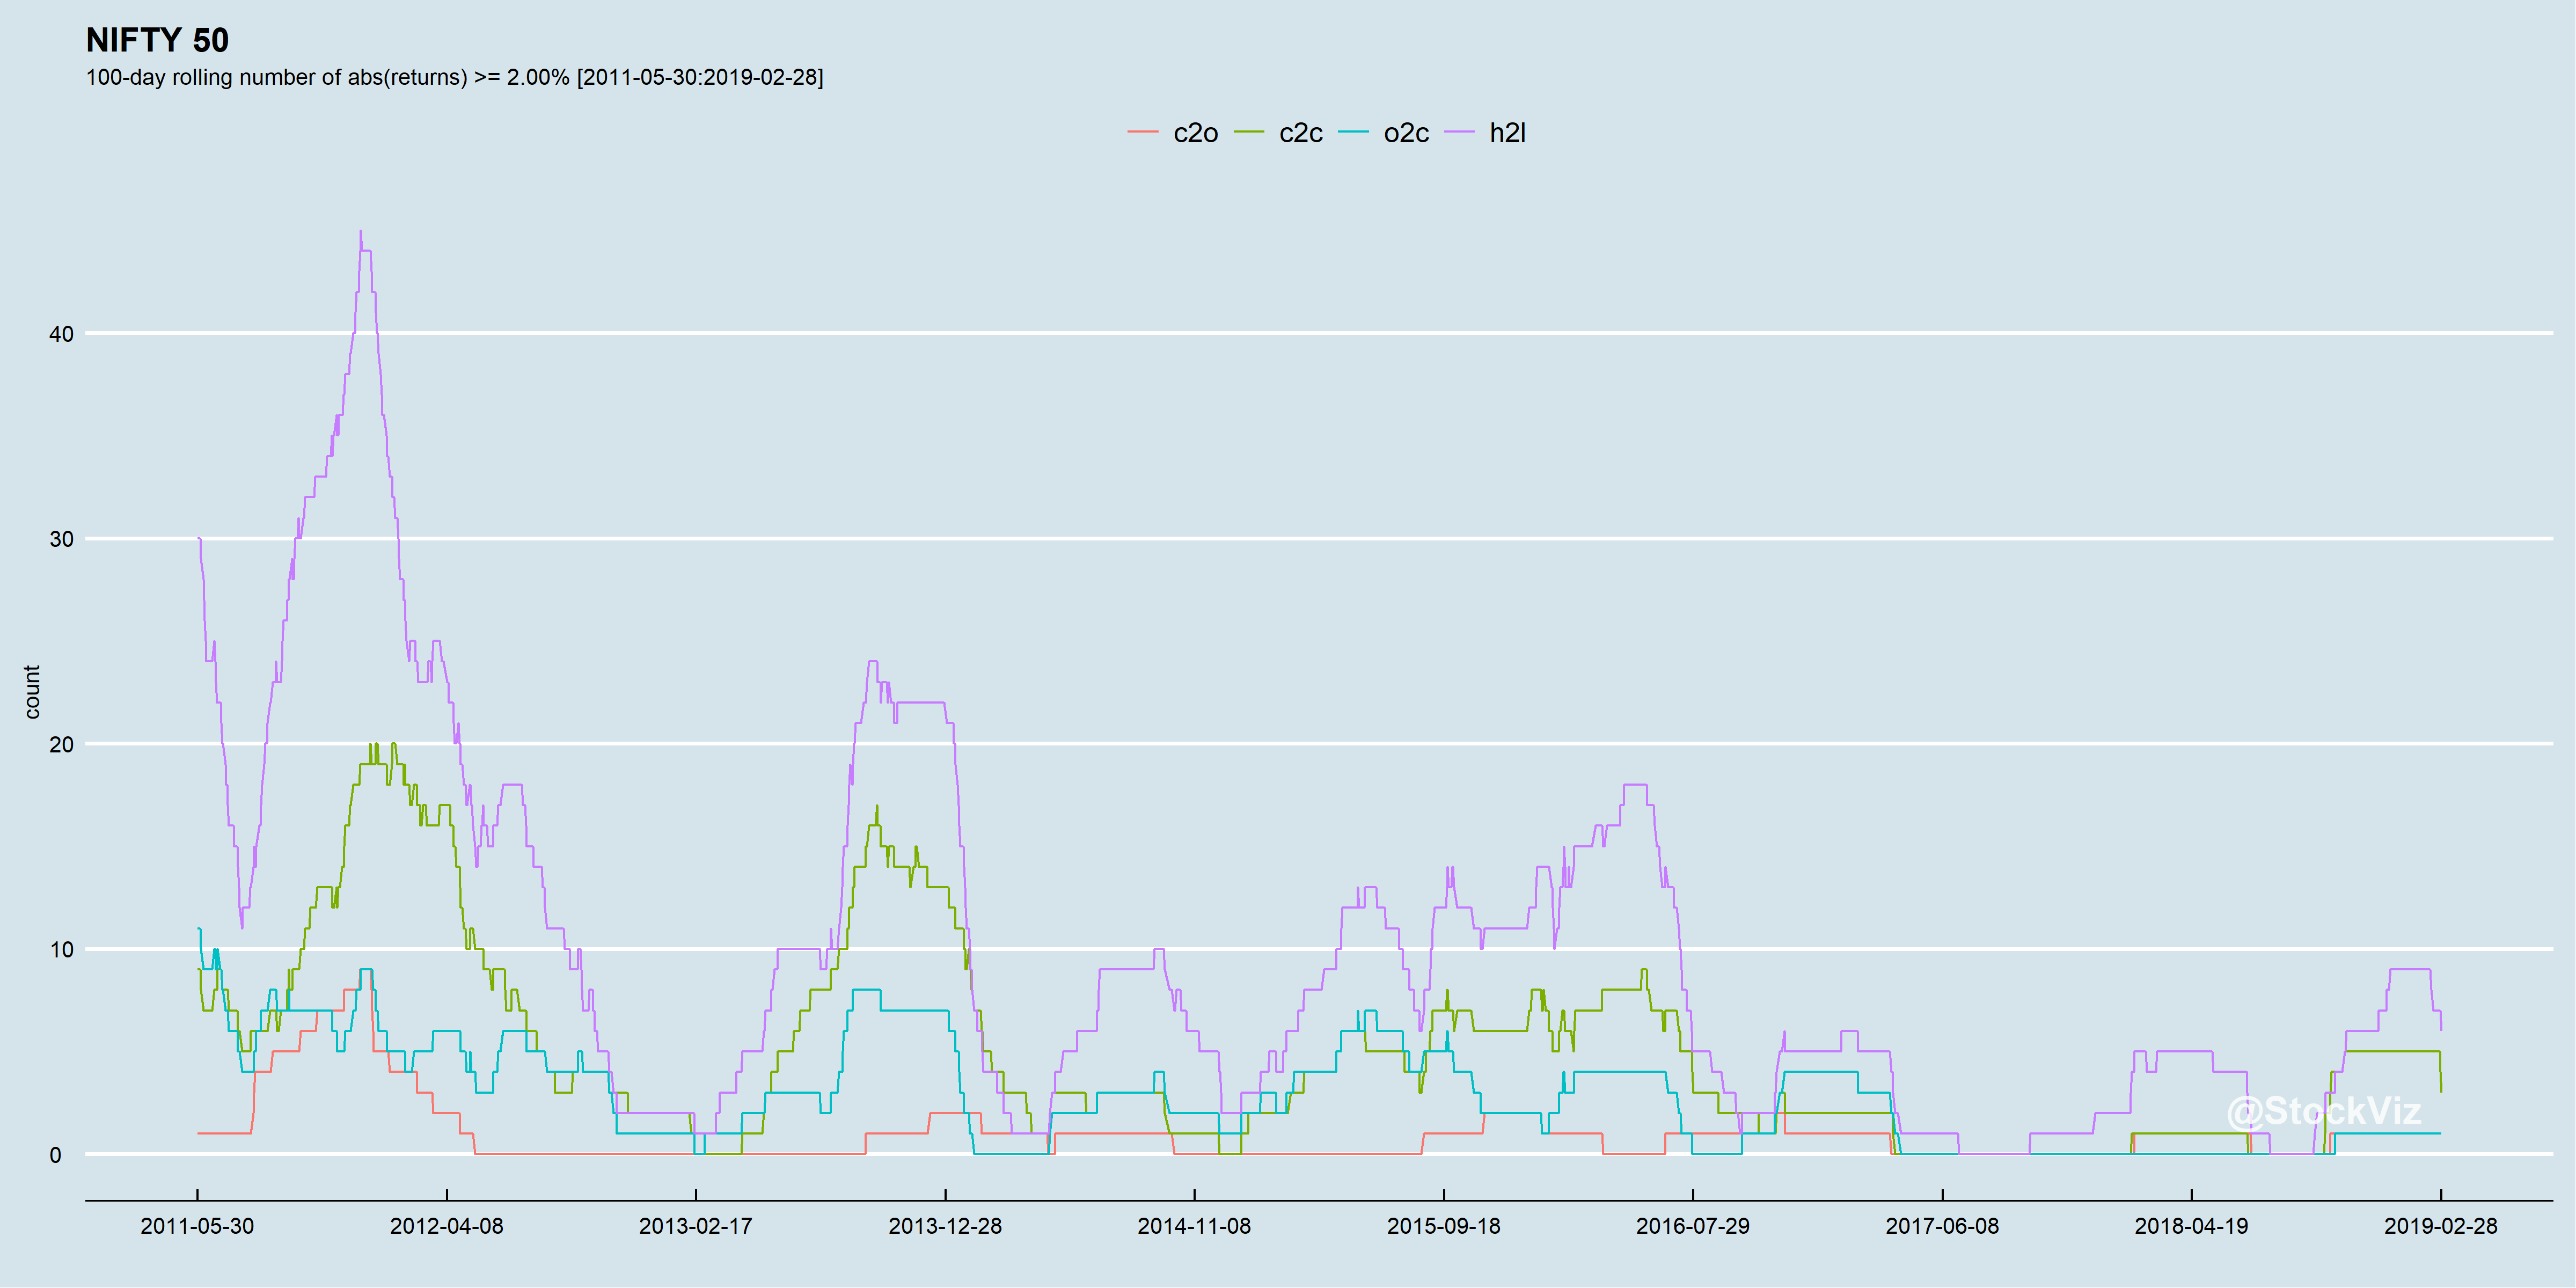 NIFTY 50
100-day rolling number of abs(returns) >= 2.00% [2011-05-30:2019-02-28]
c2o c2c o2c h2l
40
30
20
10
0
count
@StockViz
2011-05-30 2012-04-08 2013-02-17 2013-12-28 2014-11-08 2015-09-18 2016-07-29 2017-06-08 2018-04-19 2019-02-28